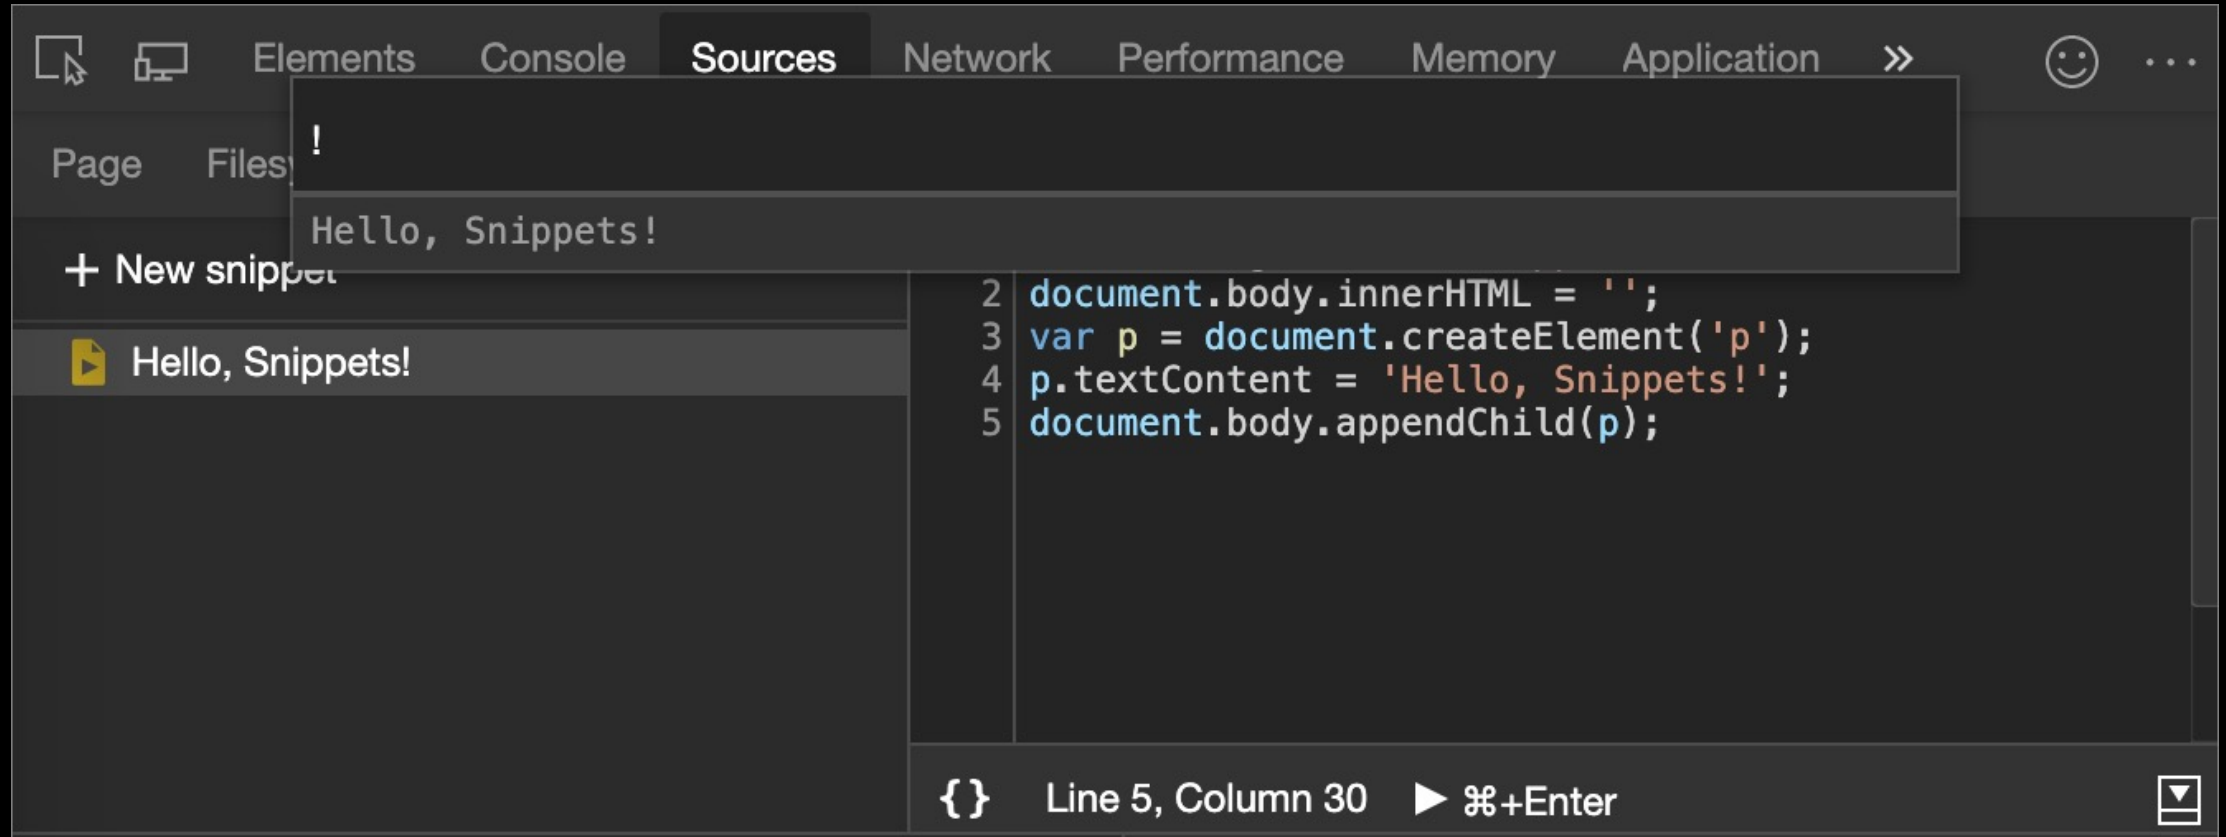 Elements Console Sources Network Performance Memory Application »
!
Page
Hello, Snippets!
+ New snippet
2 document.body.innerHTML = '';
Hello, Snippets!
3 var p = document.createElement('p');
4 p.textContent = 'Hello, Snippets!';
5 document.body.appendChild(p);
{} Line 5, Column 30 ▶ ⌘+Enter